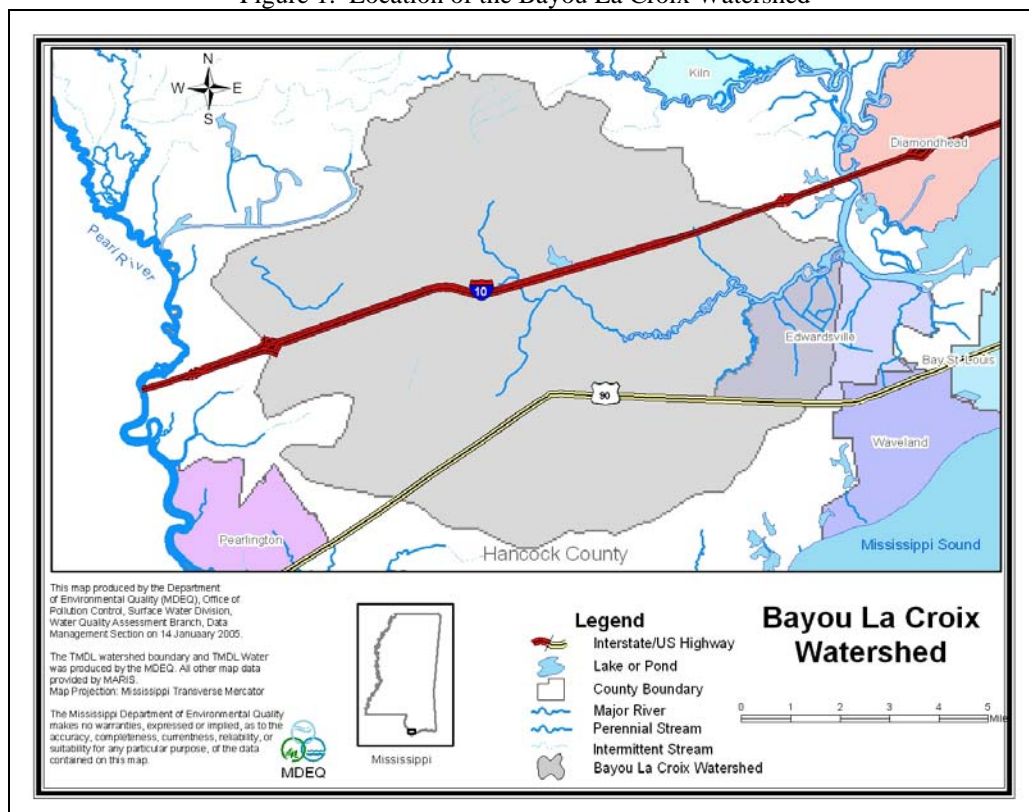 Figure 1. Location of the Bayou La Croix Watershed
N
W E
S
Kiln
Diamondhead
Pearl River
10
Edwardsville
Bay St. Louis
90
Waveland
Pearlington
Hancock County
Mississippi Sound
This map produced by the Department
of Environmental Quality (MDEQ), Office of
Pollution Control, Surface Water Division,
Water Quality Assessment Branch, Data
Management Section on 14 Januaary 2005.
The TMDL watershed boundary and TMDL Water
was produced by the MDEQ. All other map data
provided by MARIS.
Map Projection: Mississippi Transverse Mercator
The Mississippi Department of Environmental Quality
makes no warranties, expressed or implied, as to the
accuracy, completeness, currentness, reliability, or
suitability for any particular purpose, of the data
contained on this map.
MDEQ
Mississippi
Legend
Interstate/US Highway
Lake or Pond
County Boundary
Major River
Perennial Stream
Intermittent Stream
Bayou La Croix Watershed
Bayou La Croix
Watershed
0 1 2 3 4 5
Mile